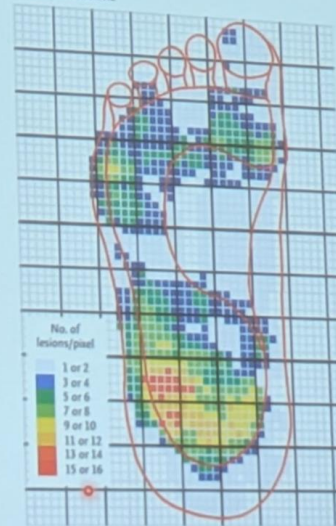 No. of
lesions/pixel
1 or 2
3 or 4
5 or 6
7 or 8
9 or 10
11 or 12
13 or 14
15 or 16